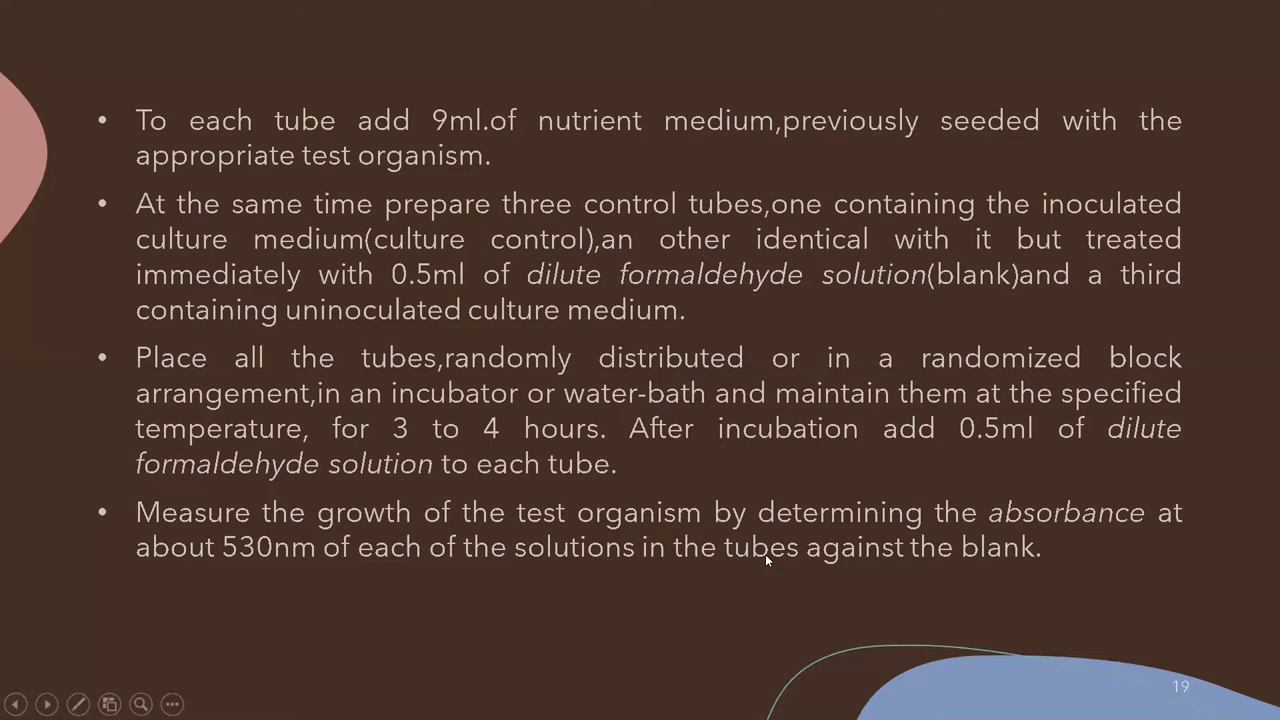 • To each tube add 9ml.of nutrient medium,previously seeded with the
appropriate test organism.
• At the same time prepare three control tubes,one containing the inoculated
culture medium(culture control),an other identical with it but treated
immediately with 0.5ml of dilute formaldehyde solution(blank)and a third
containing uninoculated culture medium.
• Place all the tubes,randomly distributed or in a randomized block
arrangement,in an incubator or water-bath and maintain them at the specified
temperature, for 3 to 4 hours. After incubation add 0.5ml of dilute
formaldehyde solution to each tube.
• Measure the growth of the test organism by determining the absorbance at
about 530nm of each of the solutions in the tubes against the blank.
19